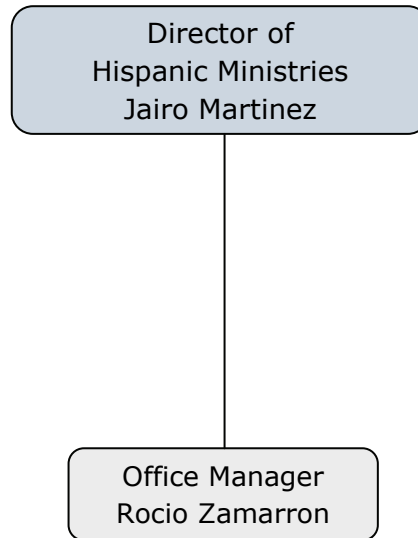 Director of
Hispanic Ministries
Jairo Martinez
Office Manager
Rocio Zamarron